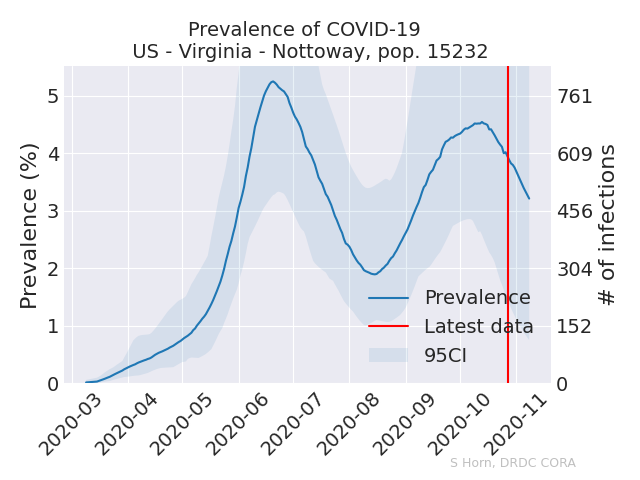 Prevalence of COVID-19
US - Virginia - Nottoway, pop. 15232
Prevalence (%)
5
4
3
2
1
0
761
609
456
304
152
0
# of infections
Prevalence
Latest data
95CI
2020-03
2020-04
2020-05
2020-06
2020-07
2020-08
2020-09
2020-10
2020-11
S Horn, DRDC CORA